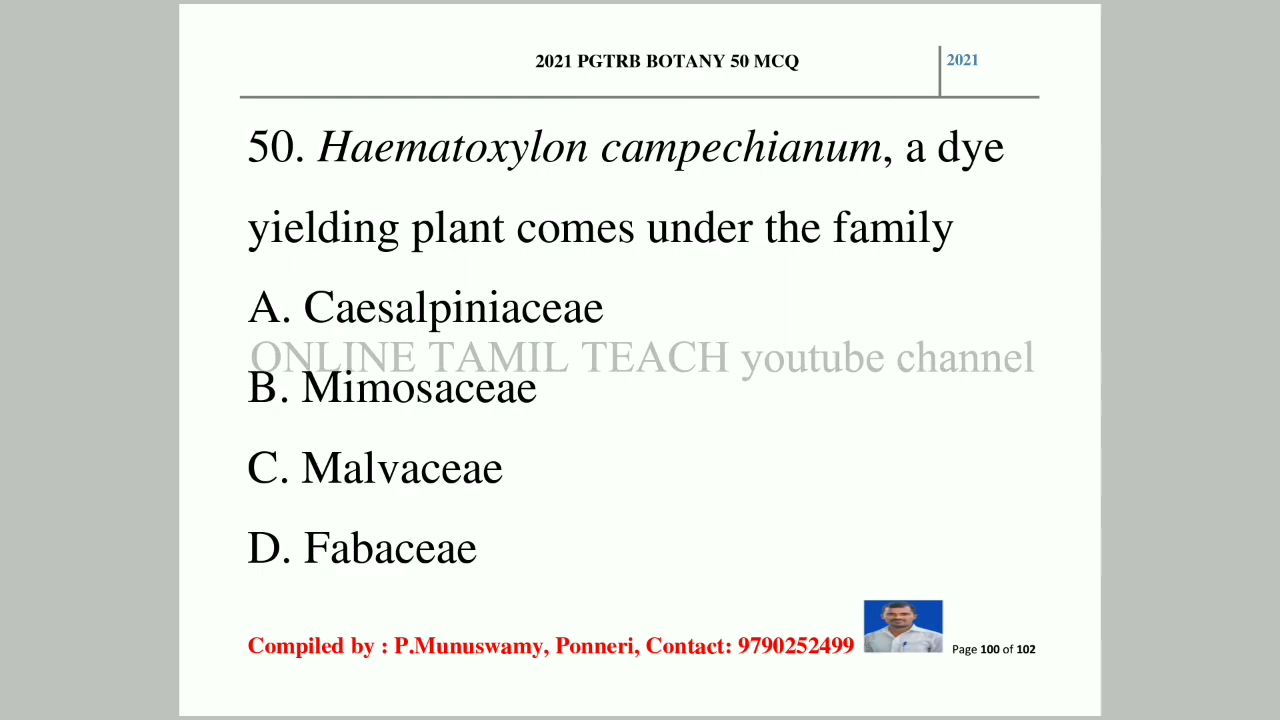 2021 PGTRB BOTANY 50 MCQ
2021
50. Haematoxylon campechianum, a dye
yielding plant comes under the family
A. Caesalpiniaceae
ONLINE TAMIL TEACH youtube channel
B. Mimosaceae
C. Malvaceae
D. Fabaceae
Compiled by : P.Munuswamy, Ponneri, Contact: 9790252499
Page 100 of 102